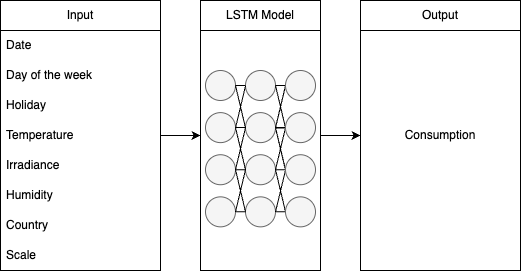 Input
LSTM Model
Output
Date
Day of the week
Holiday
Temperature
Irradiance
Humidity
Country
Scale
Consumption